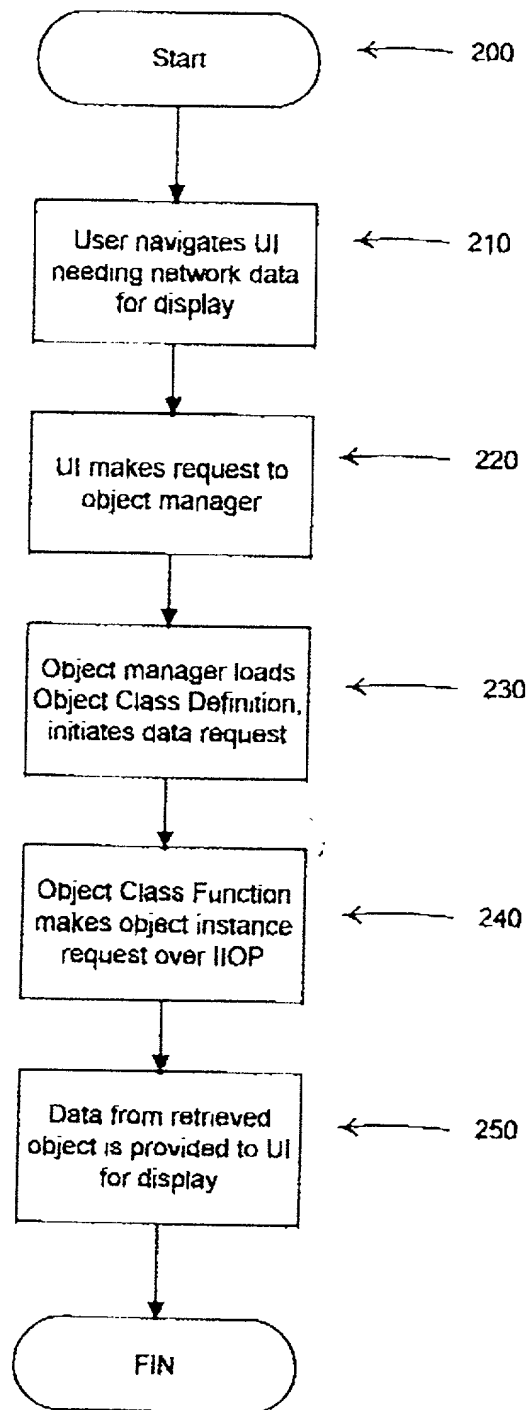 Start
200
User navigates UI
needing network data
for display
210
UI makes request to
object manager
220
Object manager loads
Object Class Definition,
initiates data request
230
Object Class Function
makes object instance
request over IIOP
240
Data from retrieved
object is provided to UI
for display
250
FIN